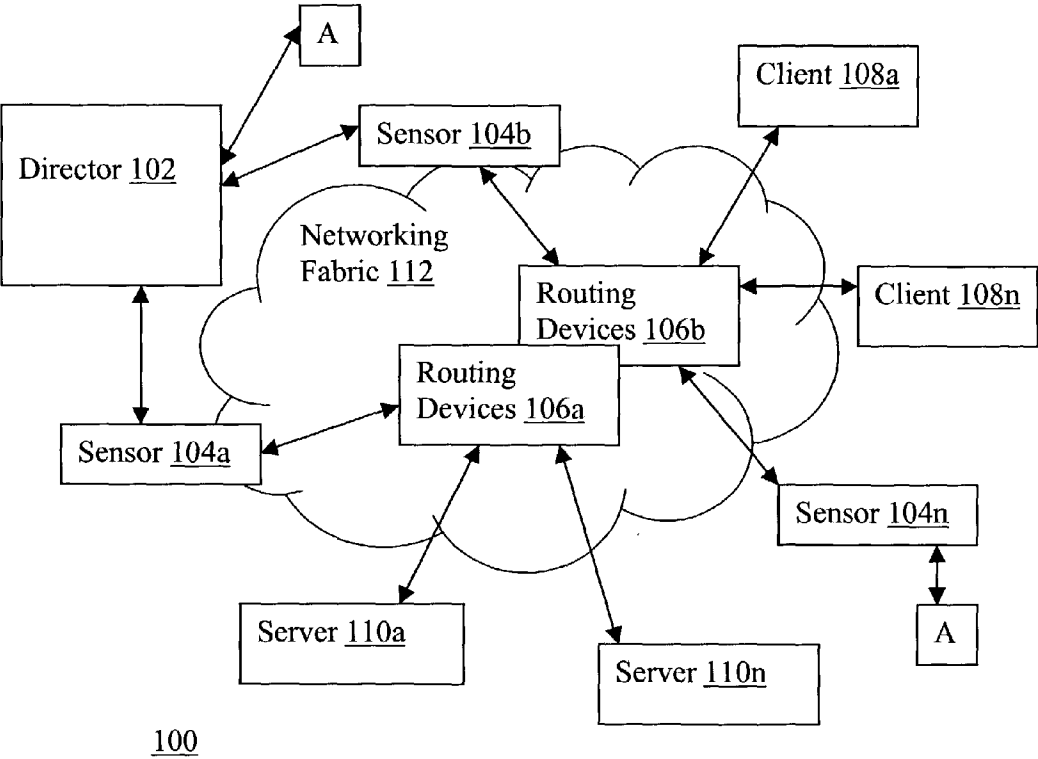 A
Client 108a
Sensor 104b
Director 102
Networking
Fabric 112
Routing
Devices 106b
Client 108n
Routing
Devices 106a
Sensor 104a
Sensor 104n
Server 110a
A
Server 110n
100